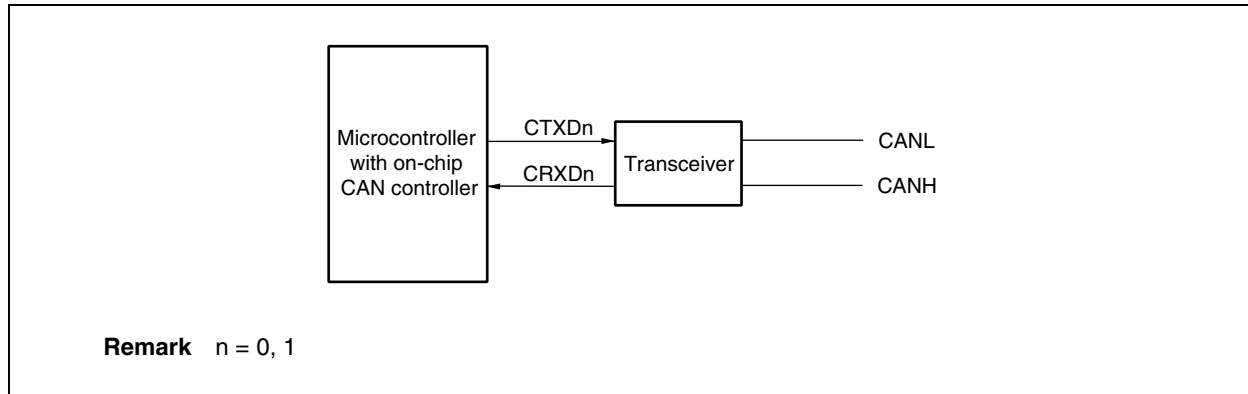 Microcontroller
with on-chip
CAN controller
CTXDn
CRXDn
Transceiver
CANL
CANH
Remark n = 0, 1